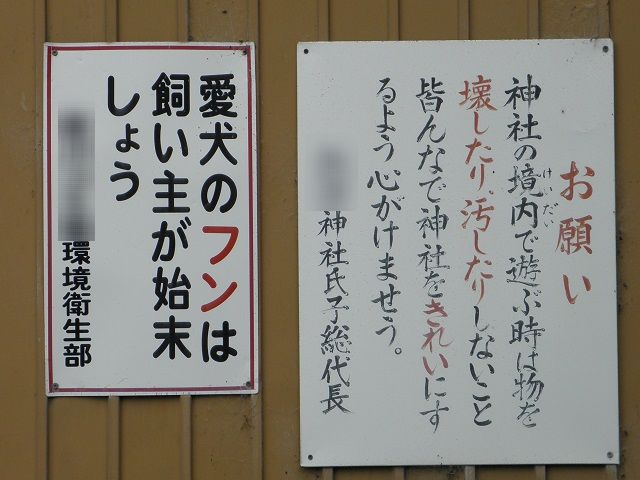 お願い
神社の境内で遊ぶ時は物を
けいだい
壊したり、汚したりしないこと
皆んなで神社をきれいにす
るよう心がけませう。
神社氏子総代長
愛犬のフンは
飼い主が始末
しょう
環境衛生部